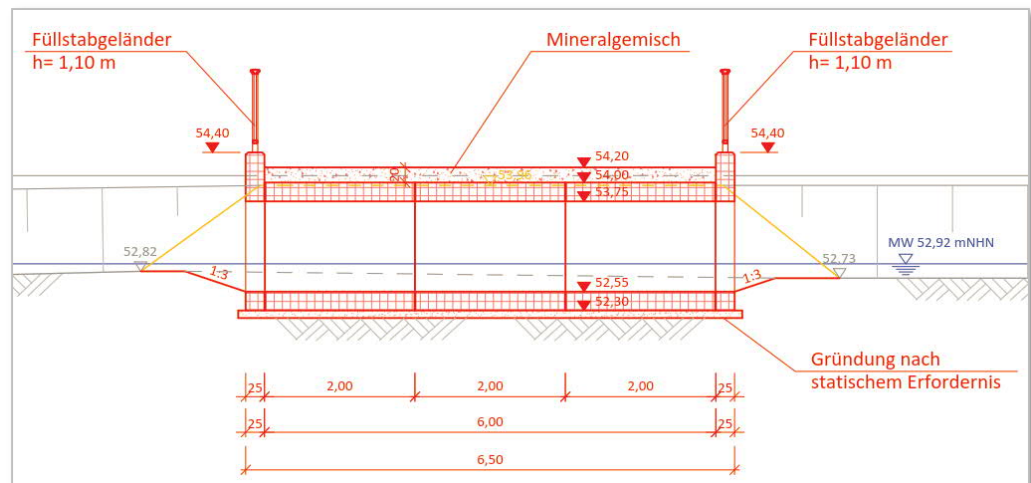 Füllstabgeländer
h= 1,10 m
Mineralgemisch
Füllstabgeländer
h= 1,10 m
54,40
54,40
54,20
20
54,00
53,75
52,82
MW 52,92 mNHN
52,73
1:3
1:3
52,55
52,30
Gründung nach
statischem Erfordernis
25
2,00
2,00
2,00
25
25
6,00
25
6,50